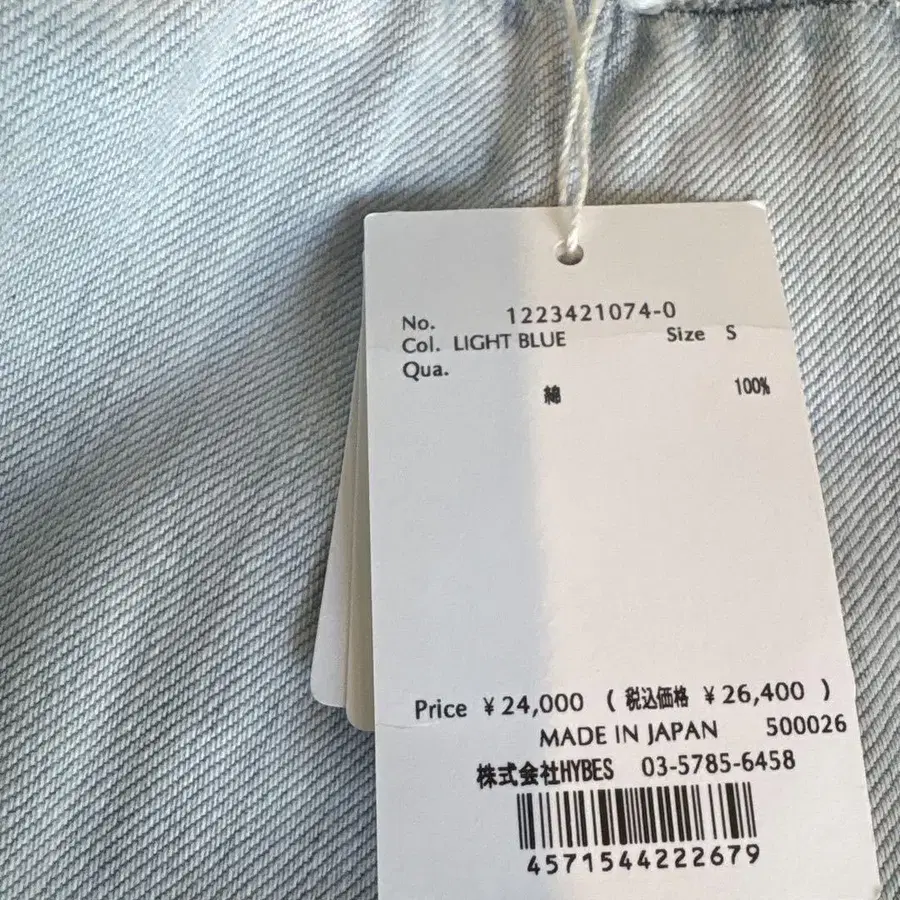 No. 1223421074-0
Col. LIGHT BLUE Size S
Qua.
綿 100%
Price ¥24,000 ( 税込価格 ¥26,400 )
MADE IN JAPAN 500026
株式会社HYBES 03-5785-6458
4571544222679